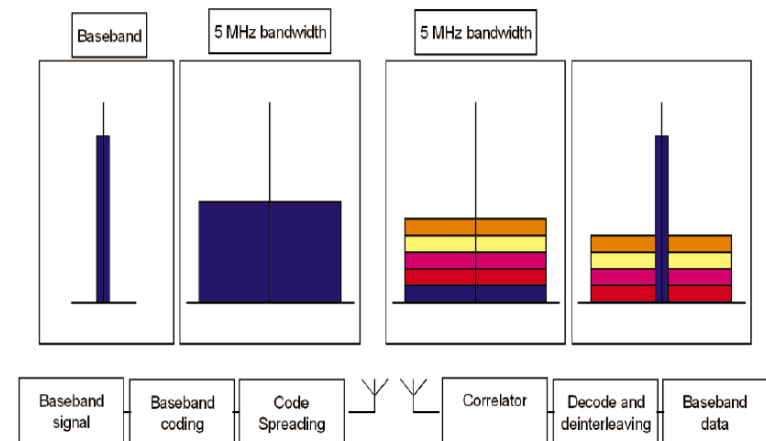 Baseband
5 MHz bandwidth
5 MHz bandwidth
Baseband
signal
Baseband
coding
Code
Spreading
Correlator
Decode and
deinterleaving
Baseband
data